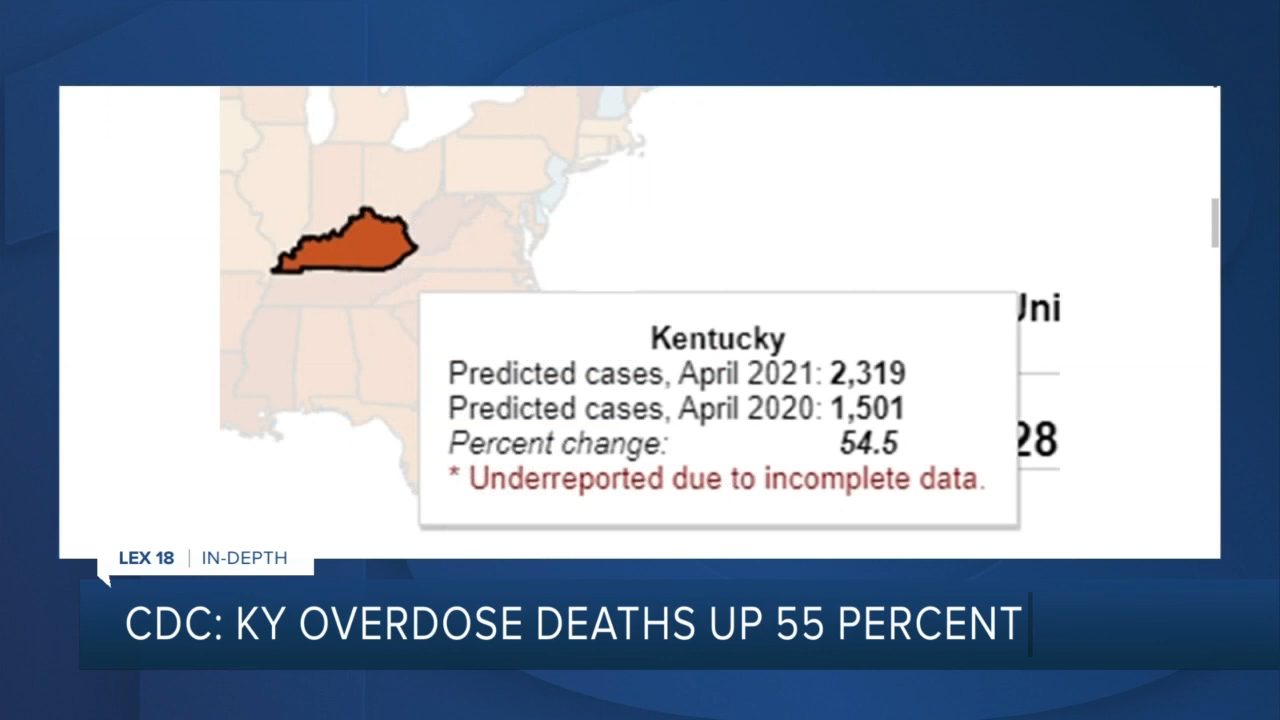 Uni
Kentucky
Predicted cases, April 2021: 2,319
Predicted cases, April 2020: 1,501
Percent change: 54.5
28
* Underreported due to incomplete data.
LEX 18 | IN-DEPTH
CDC: KY OVERDOSE DEATHS UP 55 PERCENT